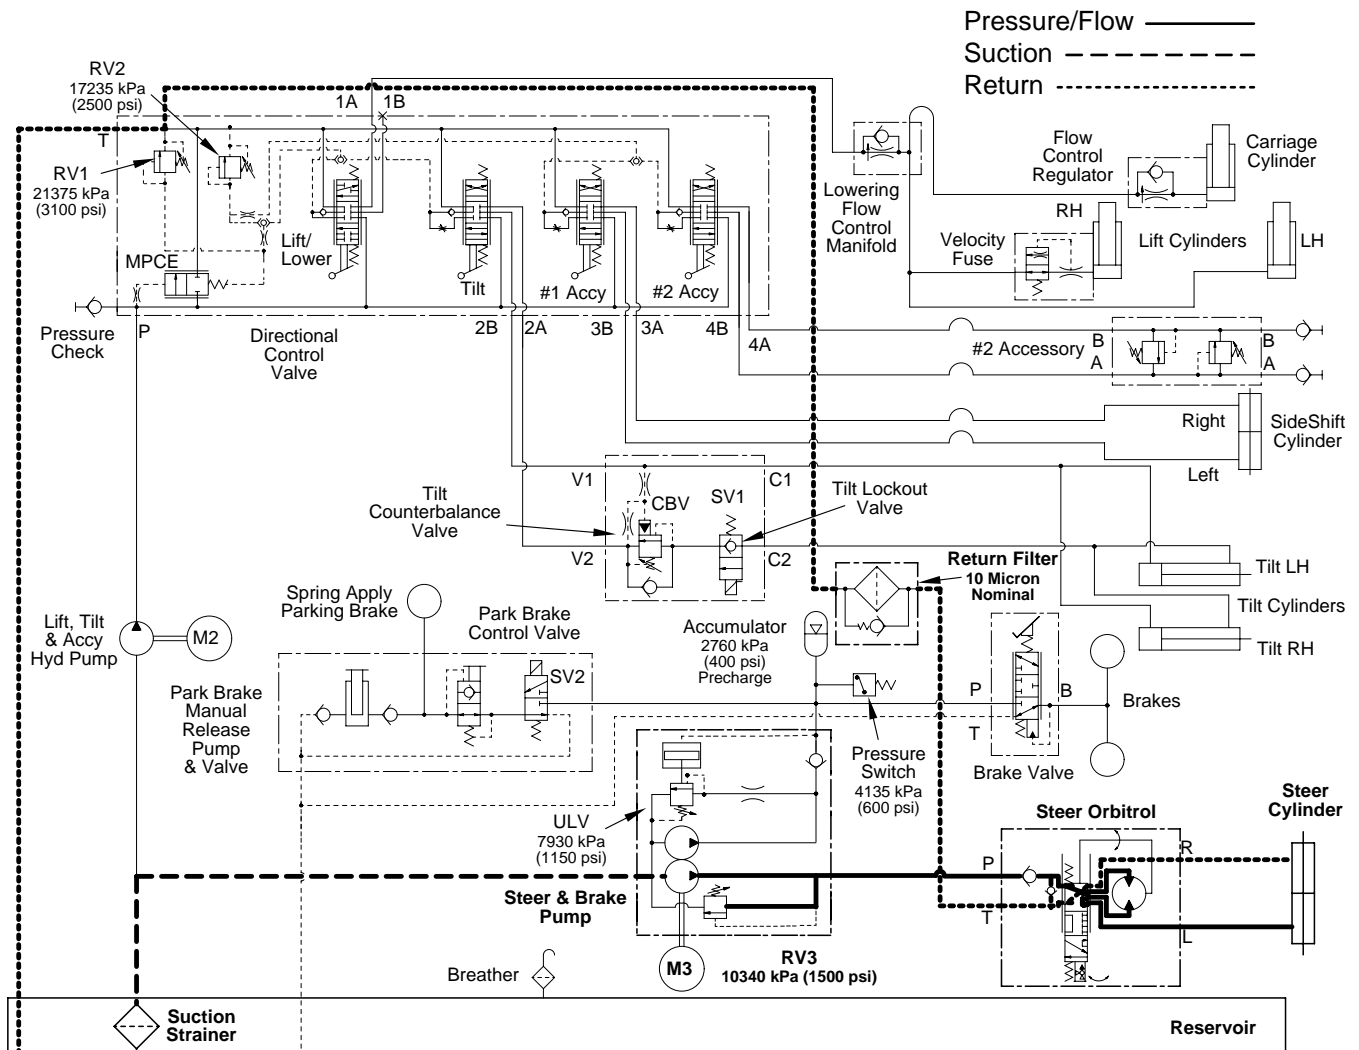 Pressure/Flow
Suction
Return
RV2
17235 kPa
(2500 psi)
1A
1B
T
RV1
21375 kPa
(3100 psi)
MPCE
Lift/
Lower
Tilt
#1 Accy
#2 Accy
P
Pressure
Check
Directional
Control
Valve
2B
2A
3B
3A
4B
4A
Lowering
Flow
Control
Manifold
Flow
Control
Regulator
Carriage
Cylinder
RH
Velocity
Fuse
Lift Cylinders
LH
#2 Accessory
B
A
B
A
Right
Left
SideShift
Cylinder
V1
C1
CBV
SV1
V2
C2
Tilt
Counterbalance
Valve
Tilt Lockout
Valve
Return Filter
10 Micron
Nominal
Tilt LH
Tilt Cylinders
Tilt RH
Spring Apply
Parking Brake
Park Brake
Control Valve
Lift, Tilt
& Accy
Hyd Pump
M2
SV2
Park Brake
Manual
Release
Pump
& Valve
Accumulator
2760 kPa
(400 psi)
Precharge
P
B
T
Brakes
Brake Valve
Pressure
Switch
4135 kPa
(600 psi)
ULV
7930 kPa
(1150 psi)
Steer & Brake
Pump
Steer Orbitrol
Steer
Cylinder
P
T
R
L
M3
RV3
10340 kPa (1500 psi)
Breather
Suction
Strainer
Reservoir